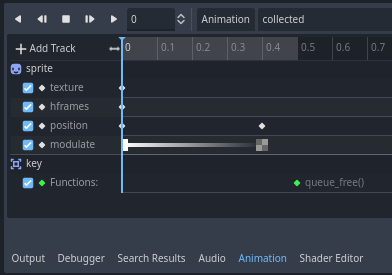 0 Animation collected
Add Track 0 0.1 0.2 0.3 0.4 0.5 0.6 0.7
sprite
texture
hframes
position
modulate
key
Functions: queue_free()
Output Debugger Search Results Audio Animation Shader Editor